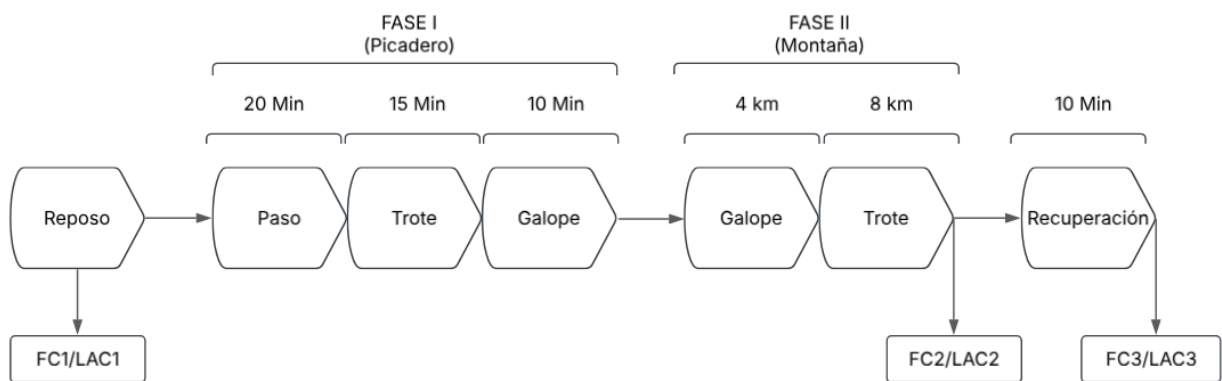 FASE I
(Picadero)
FASE II
(Montaña)
20 Min
15 Min
10 Min
4 km
8 km
10 Min
Reposo
Paso
Trote
Galope
Galope
Trote
Recuperación
FC1/LAC1
FC2/LAC2
FC3/LAC3